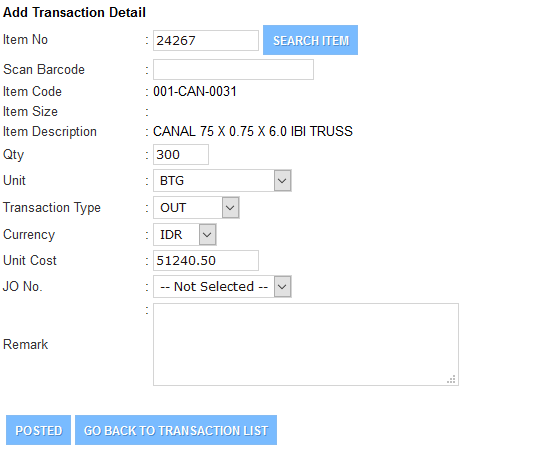 Add Transaction Detail
Item No : 24267 SEARCH ITEM
Scan Barcode :
Item Code : 001-CAN-0031
Item Size :
Item Description : CANAL 75 X 0.75 X 6.0 IBI TRUSS
Qty : 300
Unit : BTG
Transaction Type : OUT
Currency : IDR
Unit Cost : 51240.50
JO No. : -- Not Selected --
Remark :
POSTED GO BACK TO TRANSACTION LIST